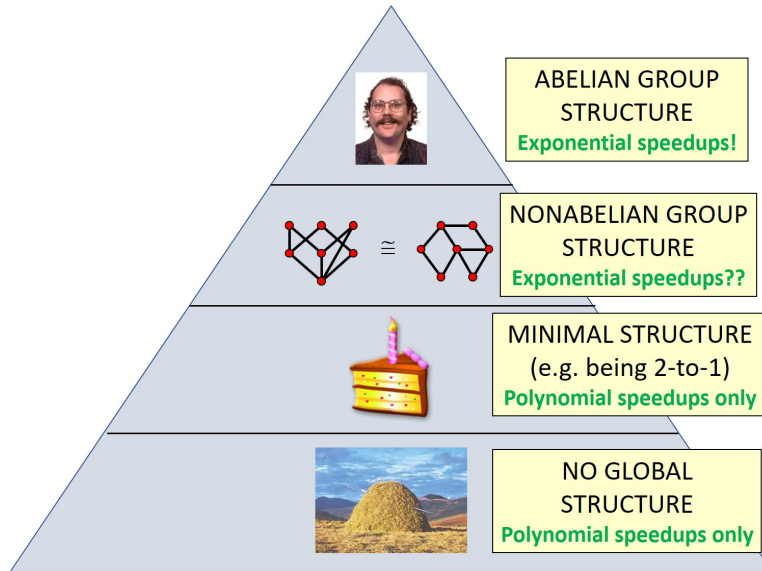 ABELIAN GROUP
STRUCTURE
Exponential speedups!
≅
NONABELIAN GROUP
STRUCTURE
Exponential speedups??
MINIMAL STRUCTURE
(e.g. being 2-to-1)
Polynomial speedups only
NO GLOBAL
STRUCTURE
Polynomial speedups only